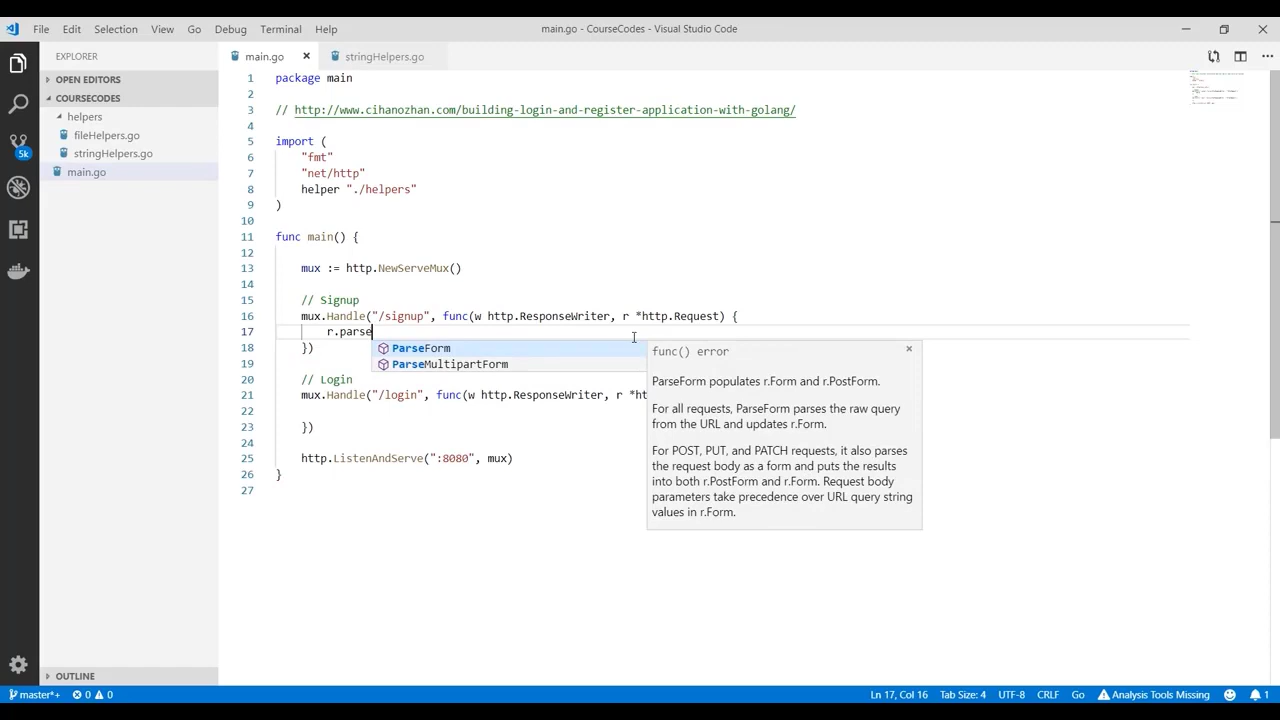 File Edit Selection View Go Debug Terminal Help
main.go - CourseCodes - Visual Studio Code
EXPLORER
OPEN EDITORS
COURSECODES
helpers
fileHelpers.go
stringHelpers.go
main.go
5k
OUTLINE
main.go ×
stringHelpers.go
1 package main
2
3 // http://www.cihanozhan.com/building-login-and-register-application-with-golang/
4
5 import (
6 "fmt"
7 "net/http"
8 helper "./helpers"
9 )
10
11 func main() {
12
13 mux := http.NewServeMux()
14
15 // Signup
16 mux.Handle("/signup", func(w http.ResponseWriter, r *http.Request) {
17 r.parse
18 })
19
20 // Login
21 mux.Handle("/login", func(w http.ResponseWriter, r *ht
22
23 })
24
25 http.ListenAndServe(":8080", mux)
26 }
27
ParseForm
ParseMultipartForm
func() error ×
ParseForm populates r.Form and r.PostForm.
For all requests, ParseForm parses the raw query
from the URL and updates r.Form.
For POST, PUT, and PATCH requests, it also parses
the request body as a form and puts the results
into both r.PostForm and r.Form. Request body
parameters take precedence over URL query string
values in r.Form.
master*+ 0 0 Ln 17, Col 16 Tab Size: 4 UTF-8 CRLF Go Analysis Tools Missing 1